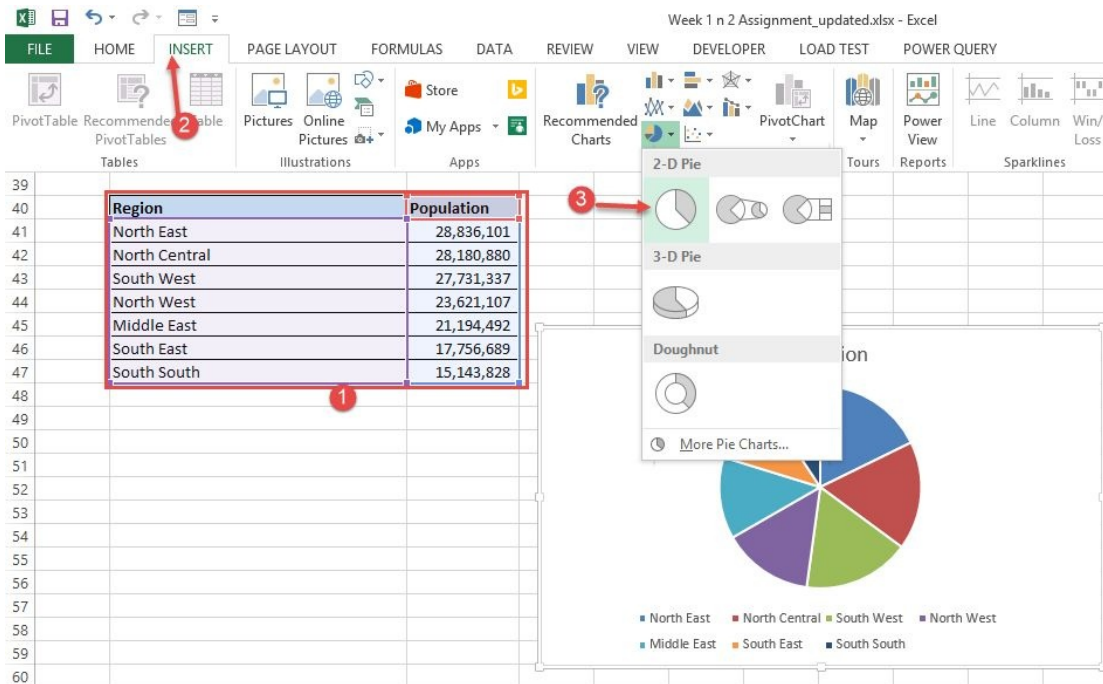 Week 1 n 2 Assignment_updated.xlsx - Excel
FILE HOME INSERT PAGE LAYOUT FORMULAS DATA REVIEW VIEW DEVELOPER LOAD TEST POWER QUERY
PivotTable Recommended Table
PivotTables
Pictures Online
Pictures
Store
My Apps
Recommended
Charts
PivotChart
Map
Power
View
Line Column Win/
Loss
Tables Illustrations Apps Tours Reports Sparklines
2
2-D Pie
3
3-D Pie
Doughnut
More Pie Charts...
39
40 Region Population
41 North East 28,836,101
42 North Central 28,180,880
43 South West 27,731,337
44 North West 23,621,107
45 Middle East 21,194,492
46 South East 17,756,689
47 South South 15,143,828
48 1
49
50
51
52
53
54
55
56
57
58
59
60
ion
North East North Central South West North West
Middle East South East South South